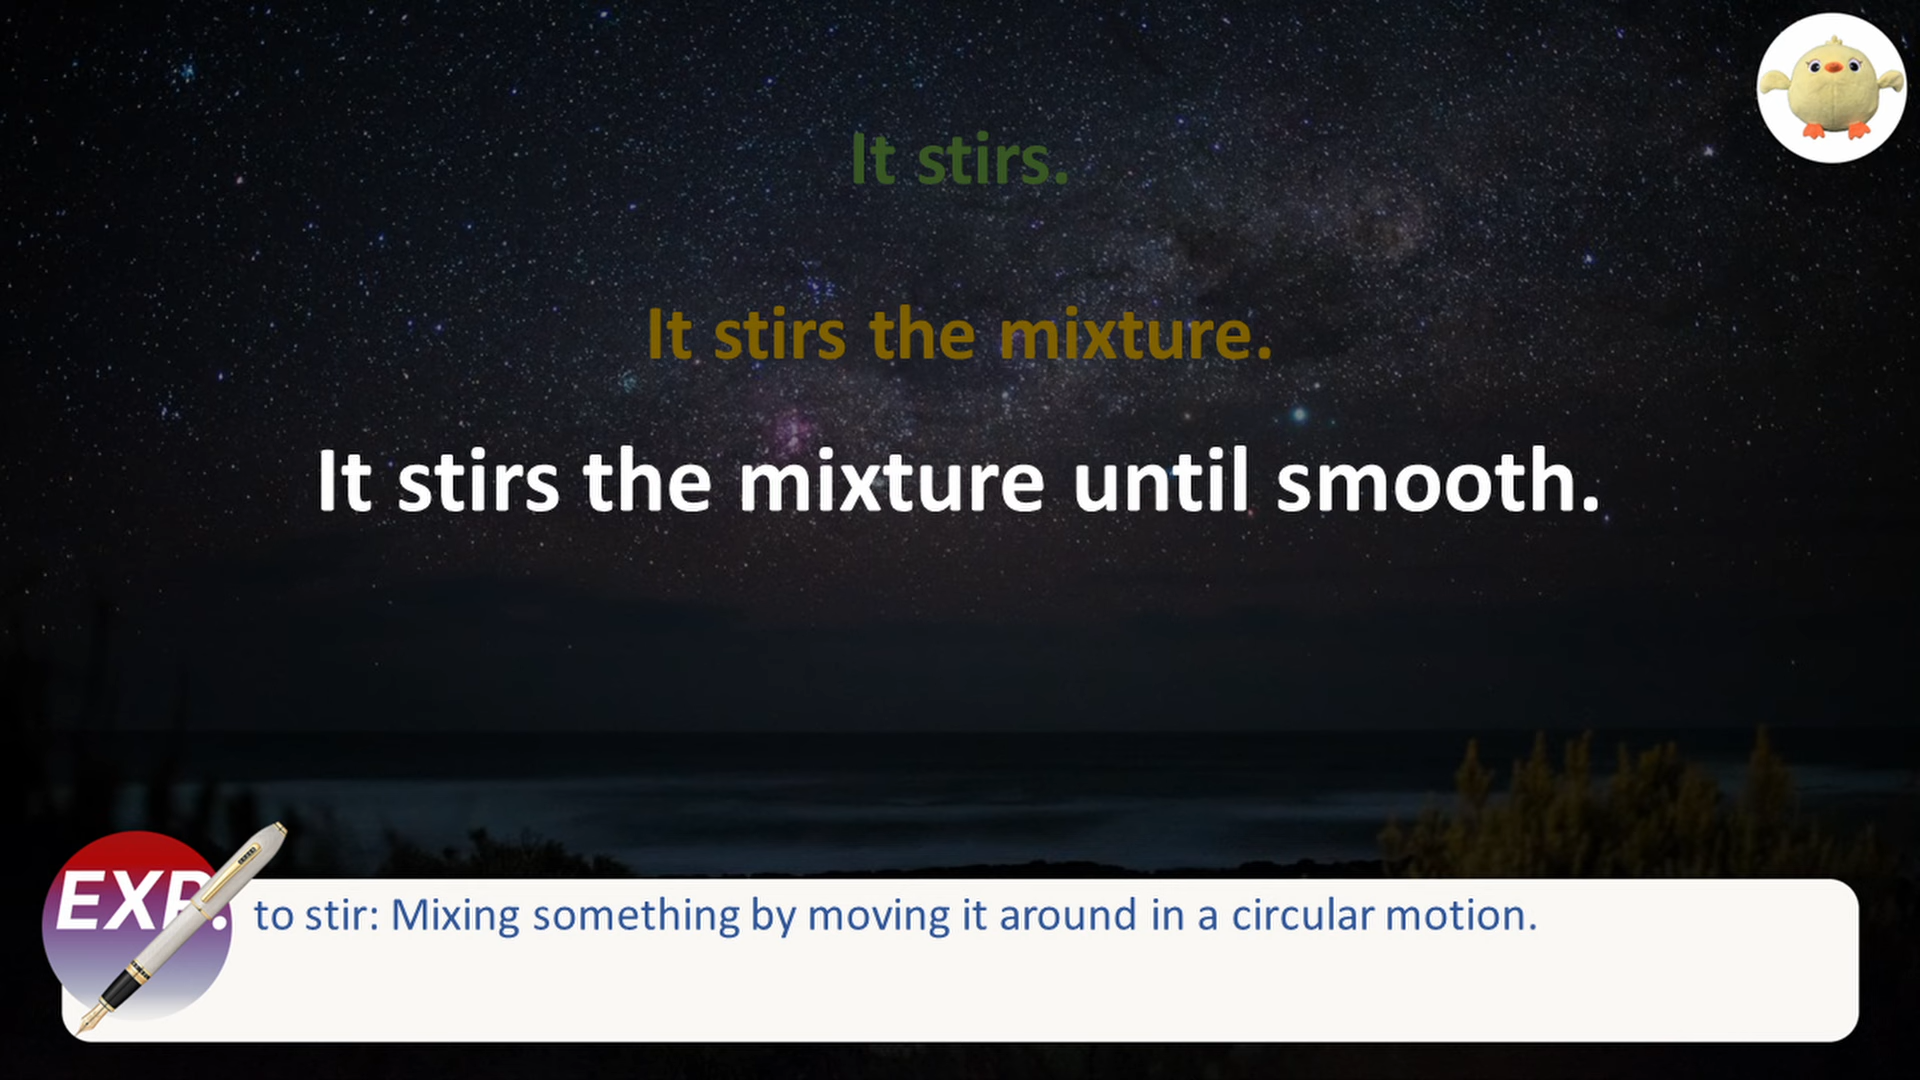 It stirs.
It stirs the mixture.
It stirs the mixture until smooth.
EXP.
to stir: Mixing something by moving it around in a circular motion.